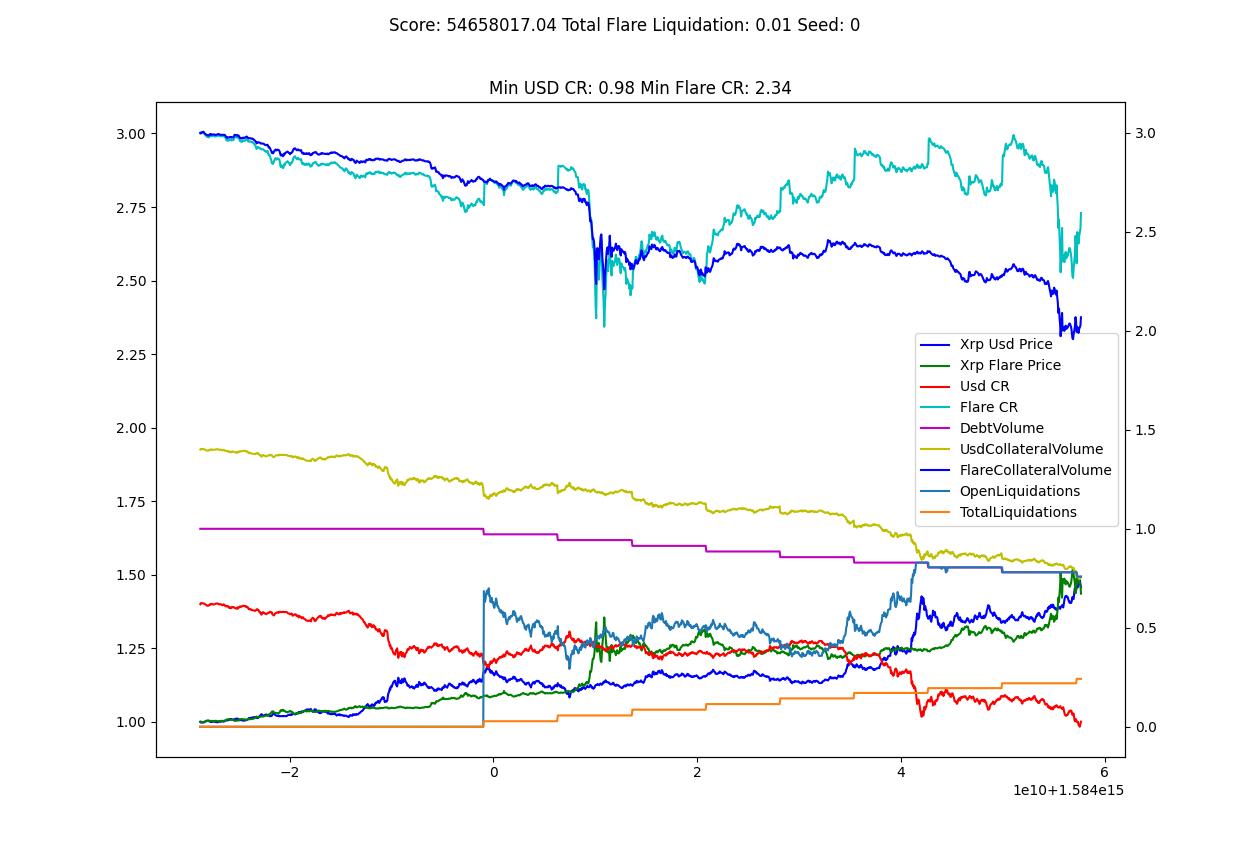 Score: 54658017.04 Total Flare Liquidation: 0.01 Seed: 0
Min USD CR: 0.98 Min Flare CR: 2.34
3.00
2.75
2.50
2.25
2.00
1.75
1.50
1.25
1.00
3.0
2.5
2.0
1.5
1.0
0.5
0.0
Xrp Usd Price
Xrp Flare Price
Usd CR
Flare CR
DebtVolume
UsdCollateralVolume
FlareCollateralVolume
OpenLiquidations
TotalLiquidations
−2 0 2 4 6
1e10+1.584e15